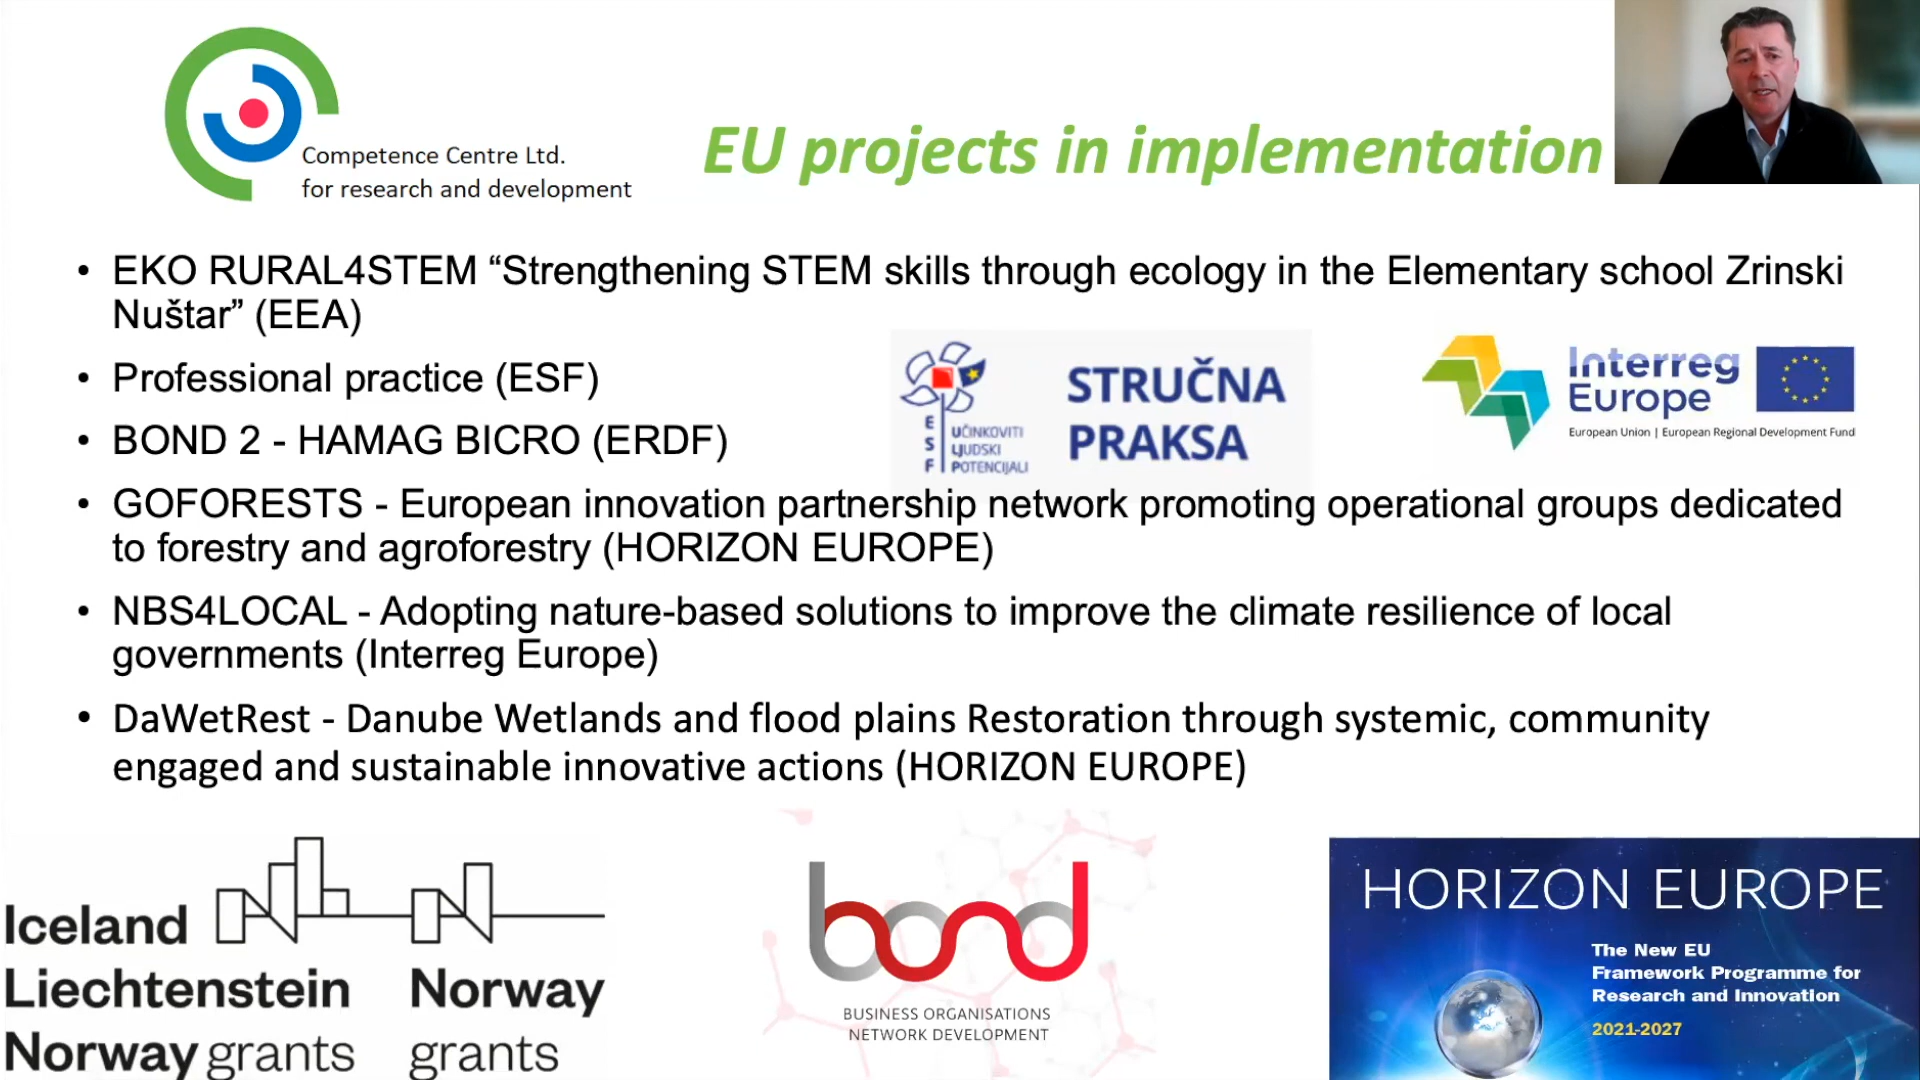 Competence Centre Ltd.
for research and development
EU projects in implementation
• EKO RURAL4STEM “Strengthening STEM skills through ecology in the Elementary school Zrinski
Nuštar” (EEA)
• Professional practice (ESF)
• BOND 2 - HAMAG BICRO (ERDF)
ESF
UČINKOVITI
LJUDSKI
POTENCIJALI
STRUČNA
PRAKSA
Interreg
Europe
European Union | European Regional Development Fund
• GOFORESTS - European innovation partnership network promoting operational groups dedicated
to forestry and agroforestry (HORIZON EUROPE)
• NBS4LOCAL - Adopting nature-based solutions to improve the climate resilience of local
governments (Interreg Europe)
• DaWetRest - Danube Wetlands and flood plains Restoration through systemic, community
engaged and sustainable innovative actions (HORIZON EUROPE)
Iceland
Liechtenstein
Norway grants
Norway
grants
bond
BUSINESS ORGANISATIONS
NETWORK DEVELOPMENT
HORIZON EUROPE
The New EU
Framework Programme for
Research and Innovation
2021-2027